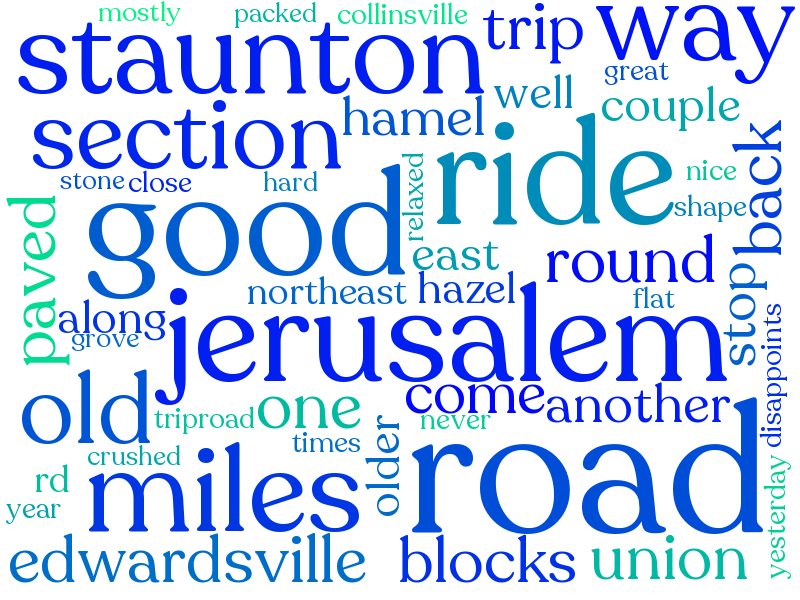 mostly
packed
collinsville
staunton
trip
way
great
section
hamel
well
couple
stone
close
hard
relaxed
ride
nice
shape
back
paved
good
east
round
northeast
hazel
flat
stop
along
grove
jerusalem
disappoints
old
triproad
one
come
another
never
times
older
crushed
rd
year
miles
road
yesterday
edwardsville
blocks
union